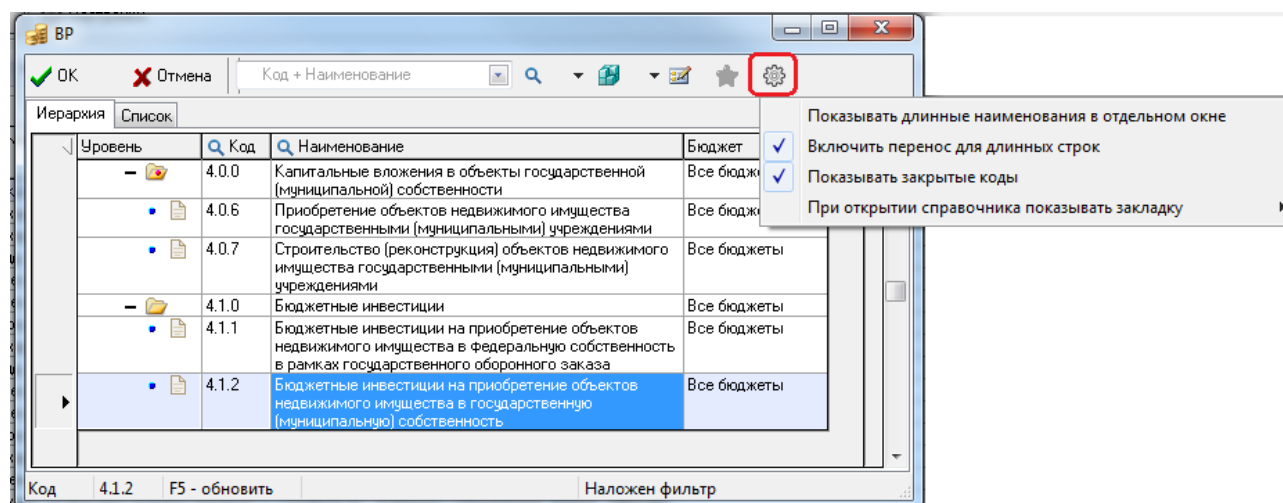 ВР
OK Отмена Код + Наименование
Иерархия Список
Показывать длинные наименования в отдельном окне
Включить перенос для длинных строк
Показывать закрытые коды
При открытии справочника показывать закладку
Уровень Код Наименование Бюджет
4.0.0 Капитальные вложения в объекты государственной Все бюдж
(муниципальной) собственности
4.0.6 Приобретение объектов недвижимого имущества Все бюдж
государственными (муниципальными) учреждениями
4.0.7 Строительство (реконструкция) объектов недвижимого Все бюджеты
имущества государственными (муниципальными)
учреждениями
4.1.0 Бюджетные инвестиции Все бюджеты
4.1.1 Бюджетные инвестиции на приобретение объектов Все бюджеты
недвижимого имущества в федеральную собственность
в рамках государственного оборонного заказа
4.1.2 Бюджетные инвестиции на приобретение объектов Все бюджеты
недвижимого имущества в государственную
(муниципальную) собственность
Код 4.1.2 F5 - обновить Наложен фильтр